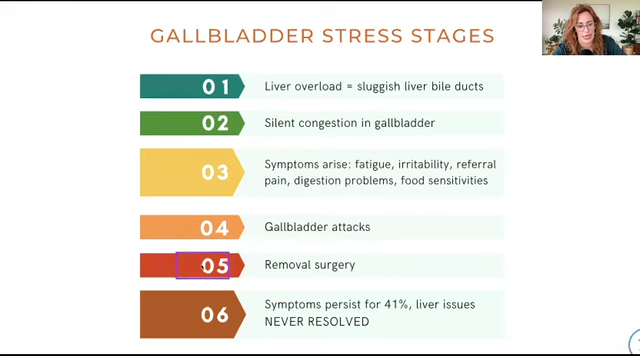 GALLBLADDER STRESS STAGES
01
Liver overload = sluggish liver bile ducts
02
Silent congestion in gallbladder
03
Symptoms arise: fatigue, irritability, referral
pain, digestion problems, food sensitivities
04
Gallbladder attacks
05
Removal surgery
06
Symptoms persist for 41%, liver issues
NEVER RESOLVED